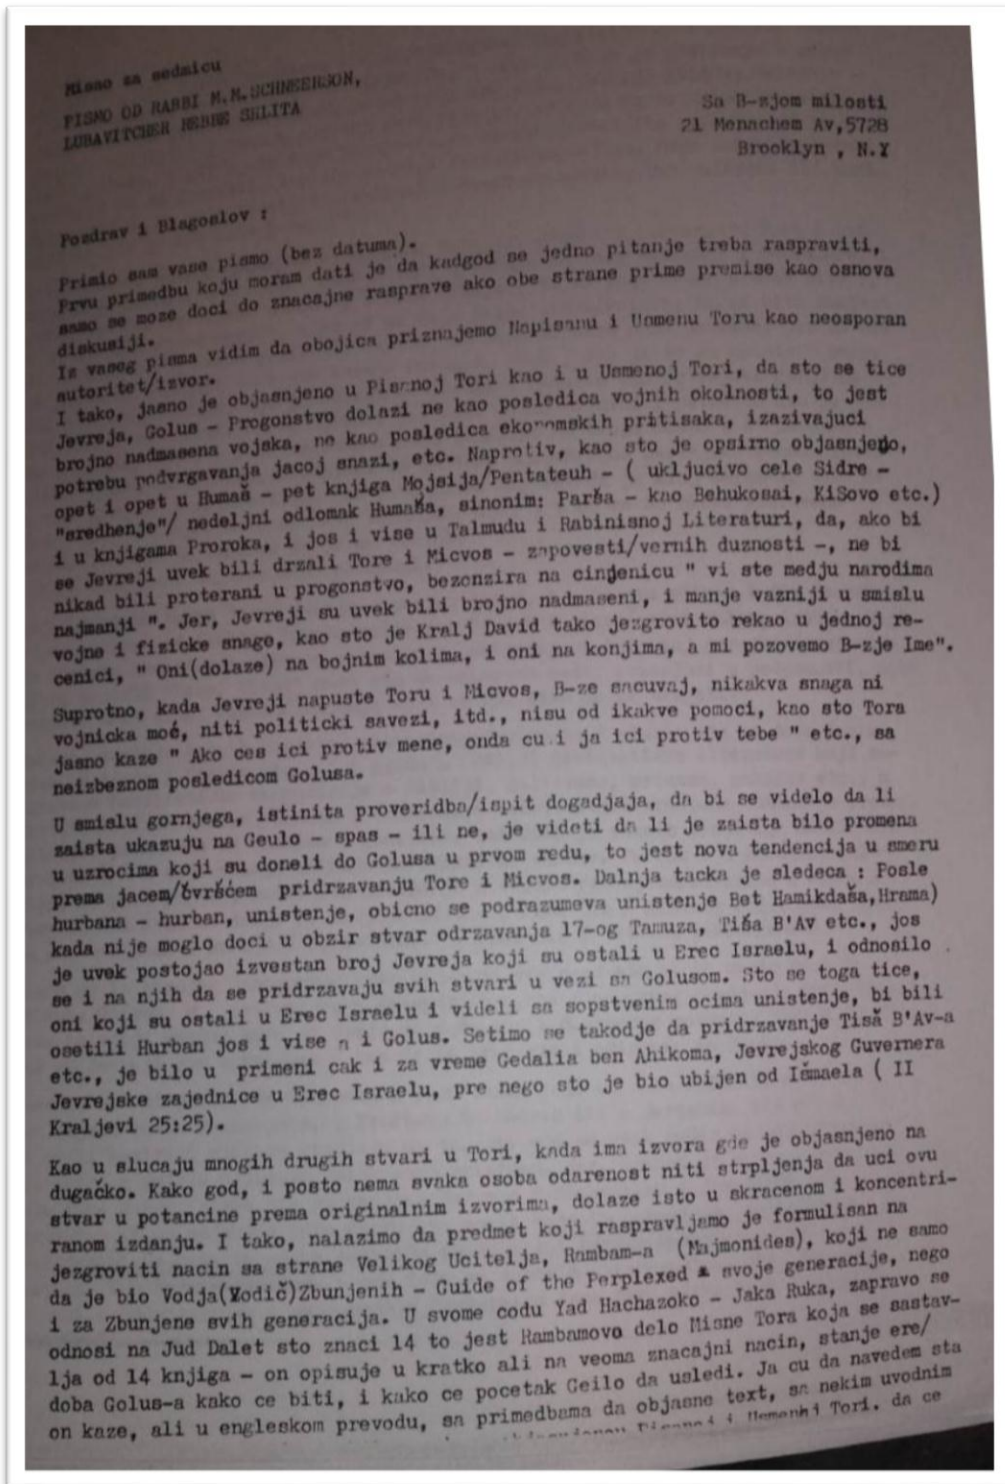 Misao za sedmicu
PISMO OD RABBI M.M.SCHNEERSON,
LUBAVITCHER REBBE SHLITA
Sa B-zjom milosti
21 Menachem Av,5728
Brooklyn , N.Y
Pozdrav i Blagoslov :
Primio sam vase pismo (bez datuma).
Prvu primedbu koju moram dati je da kadgod se jedno pitanje treba raspraviti,
samo se moze doci do znacajne rasprave ako obe strane prime premise kao osnova
diskusiji.
Iz vaseg pisma vidim da obojica priznajemo Napisanu i Usmenu Toru kao neosporan
autoritet/izvor.
I tako, jasno je objasnjeno u Pisanoj Tori kao i u Usmenoj Tori, da sto se tice
Jevreja, Golus - Progonstvo dolazi ne kao posledica vojnih okolnosti, to jest
brojno nadmasena vojska, ne kao posledica ekonomskih pritisaka, izazivajuci
potrebu podvrgavanja jacoj snazi, etc. Naprotiv, kao sto je opsirno objasnjeno,
opet i opet u Humaš - pet knjiga Mojsija/Pentateuh - ( ukljucivo cele Sidre -
"sredhenje"/ nedeljni odlomak Humaša, sinonim: Parša - kao Behukosai, KiSovo etc.)
i u knjigama Proroka, i jos i vise u Talmudu i Rabinisnoj Literaturi, da, ako bi
se Jevreji uvek bili drzali Tore i Micvos - zapovesti/vernih duznosti -, ne bi
nikad bili proterani u progonstvo, bezenzira na cinjenicu " vi ste medju narodima
najmanji ". Jer, Jevreji su uvek bili brojno nadmaseni, i manje vazniji u smislu
vojne i fizicke snage, kao sto je Kralj David tako jezgrovito rekao u jednoj re-
cenici, " Oni(dolaze) na bojnim kolima, i oni na konjima, a mi pozovemo B-zje Ime".
Suprotno, kada Jevreji napuste Toru i Micvos, B-ze sacuvaj, nikakva snaga ni
vojnicka moć, niti politicki savezi, itd., nisu od ikakve pomoci, kao sto Tora
jasno kaze " Ako ces ici protiv mene, onda cu i ja ici protiv tebe " etc., sa
neizbeznom posledicom Golusa.
U smislu gornjega, istinita proveridba/ispit dogadjaja, da bi se videlo da li
zaista ukazuju na Geulo - spas - ili ne, je videti da li je zaista bilo promena
u uzrocima koji su doneli do Golusa u prvom redu, to jest nova tendencija u smeru
prema jacem/čvršćem pridrzavanju Tore i Micvos. Dalnja tacka je sledeca : Posle
hurbana - hurban, unistenje, obicno se podrazumeva unistenje Bet Hamikdaša,Hrama)
kada nije moglo doci u obzir stvar odrzavanja 17-og Tamuza, Tiša B'Av etc., jos
je uvek postojao izvestan broj Jevreja koji su ostali u Erec Israelu, i odnosilo
se i na njih da se pridrzavaju svih stvari u vezi sa Golusom. Sto se toga tice,
oni koji su ostali u Erec Israelu i videli sa sopstvenim ocima unistenje, bi bili
osetili Hurban jos i vise n i Golus. Setimo se takodje da pridrzavanje Tisă B'Av-a
etc., je bilo u primeni cak i za vreme Gedalia ben Ahikoma, Jevrejskog Guvernera
Jevrejske zajednice u Erec Israelu, pre nego sto je bio ubijen od Išmaela ( II
Kraljevi 25:25).
Kao u slucaju mnogih drugih stvari u Tori, kada ima izvora gde je objasnjeno na
dugačko. Kako god, i posto nema svaka osoba odarenost niti strpljenja da uci ovu
stvar u potancine prema originalnim izvorima, dolaze isto u skracenom i koncentri-
ranom izdanju. I tako, nalazimo da predmet koji raspravljamo je formulisan na
jezgroviti nacin sa strane Velikog Ucitelja, Rambam-a (Majmonides), koji ne samo
da je bio Vodja(Vodič)Zbunjenih - Guide of the Perplexed - svoje generacije, nego
i za Zbunjene svih generacija. U svome codu Yad Hachazoko - Jaka Ruka, zapravo se
odnosi na Jud Dalet sto znaci 14 to jest Rambamovo delo Misne Tora koja se sastav-
lja od 14 knjiga - on opisuje u kratko ali na veoma znacajni nacin, stanje ere/
doba Golus-a kako ce biti, i kako ce pocetak Geilo da usledi. Ja cu da navedem sta
on kaze, ali u engleskom prevodu, sa primedbama da objasne text, sa nekim uvodnim
i Usmenhi Tori. da ce